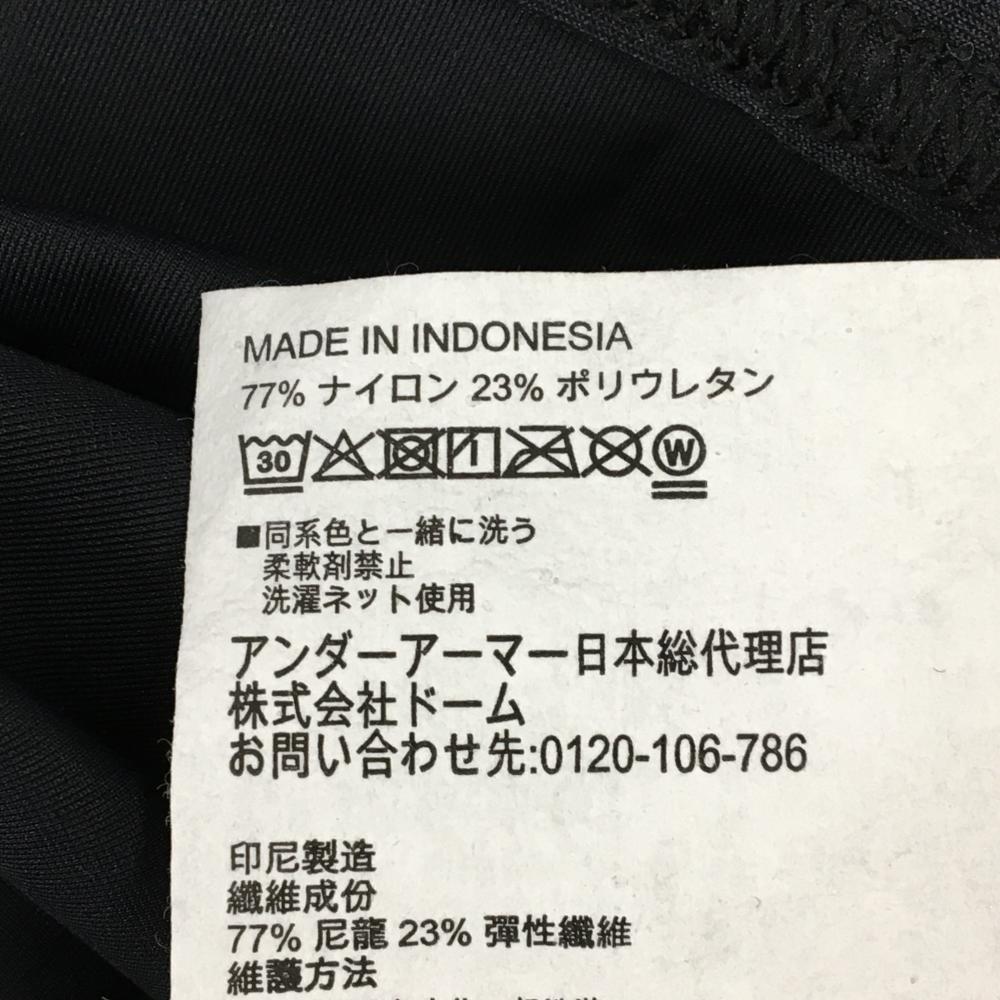 MADE IN INDONESIA
77% ナイロン 23% ポリウレタン
30 W
■同系色と一緒に洗う
柔軟剤禁止
洗濯ネット使用
アンダーアーマー日本総代理店
株式会社ドーム
お問い合わせ先:0120-106-786
印尼製造
纖維成份
77% 尼龍 23% 彈性纖維
維護方法